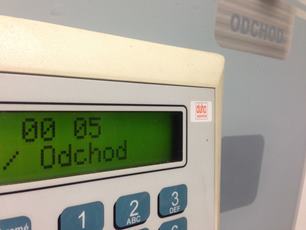 ODCHOD
00 05
/ Odchod
1
2
ABC
3
DEF